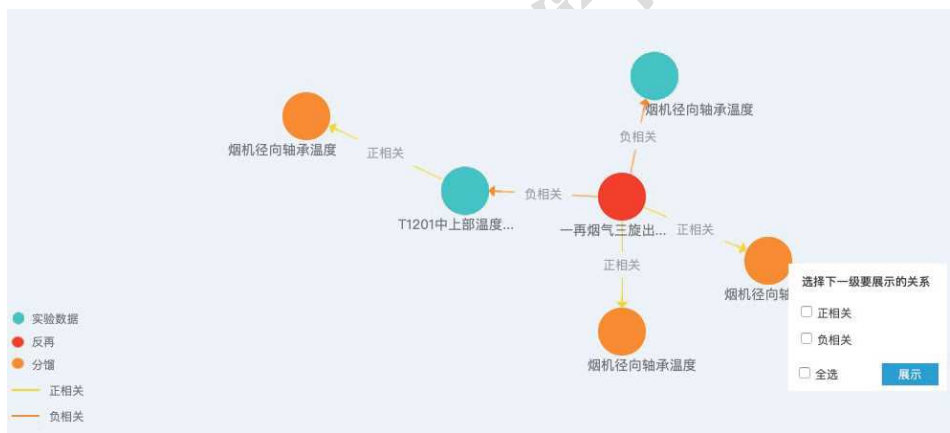 烟机径向轴承温度
负相关
烟机径向轴承温度
正相关
负相关
T1201中上部温度...
一再烟气三旋出...
正相关
正相关
烟机径向轴
烟机径向轴承温度
选择下一级要展示的关系
正相关
负相关
全选
展示
实验数据
反再
分馏
正相关
负相关